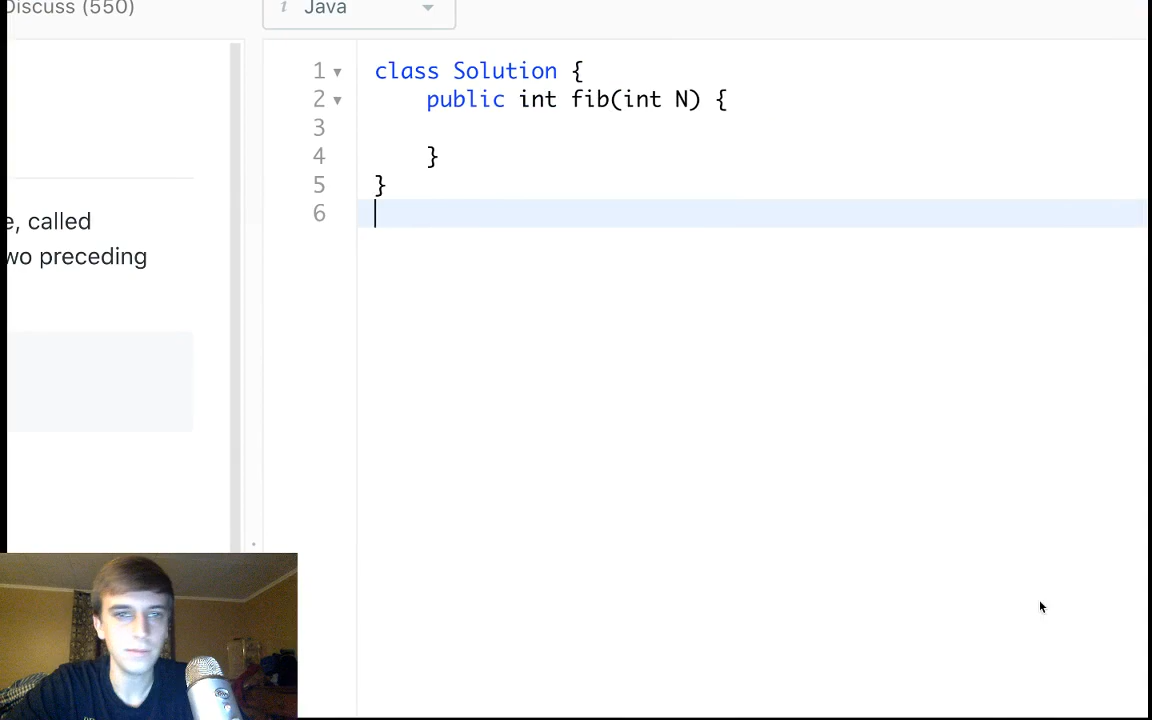 Discuss (550)
i Java
e, called
wo preceding
1 class Solution {
2 public int fib(int N) {
3
4 }
5 }
6